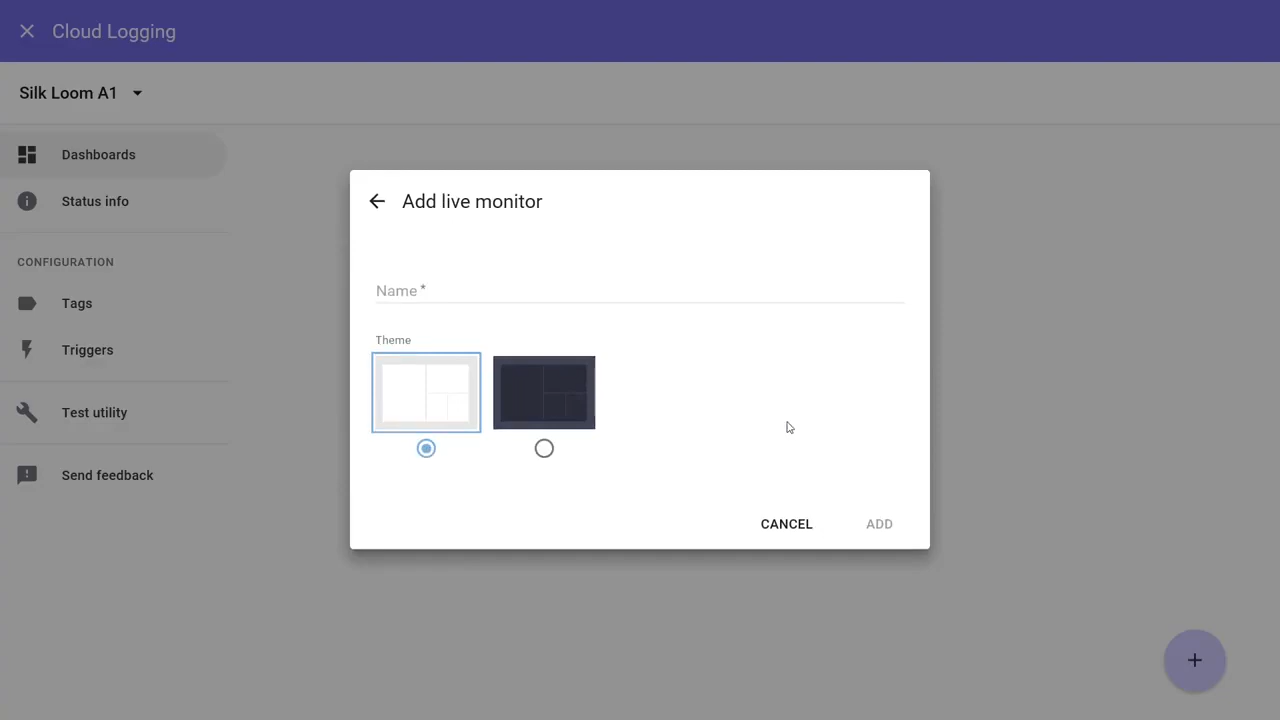 Cloud Logging
Silk Loom A1
Dashboards
Status info
CONFIGURATION
Tags
Triggers
Test utility
Send feedback
Add live monitor
Name *
Theme
CANCEL
ADD